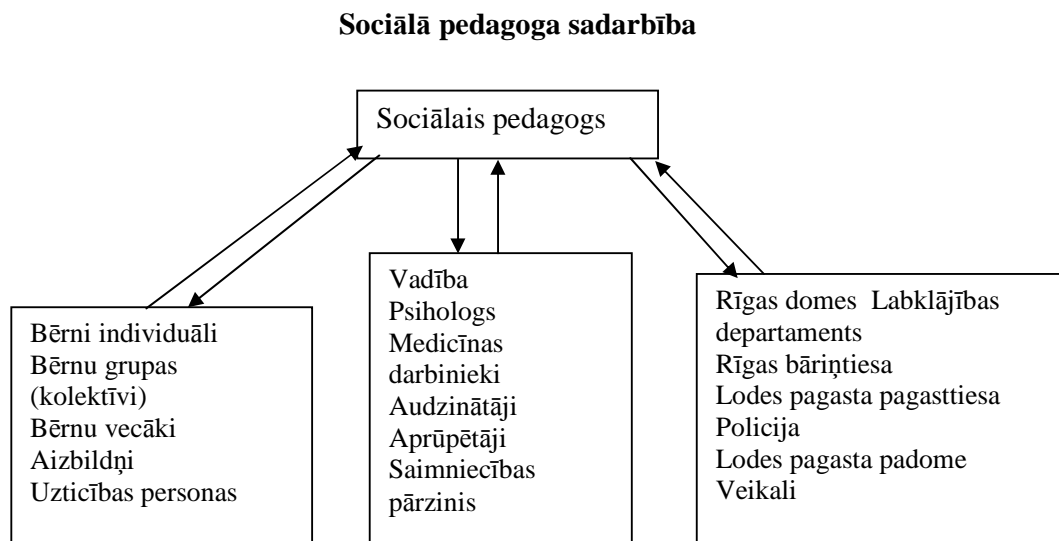 Sociālā pedagoga sadarbība
Sociālais pedagogs
Bērni individuāli
Bērnu grupas
(kolektīvi)
Bērnu vecāki
Aizbildņi
Uzticības personas
Vadība
Psihologs
Medicīnas
darbinieki
Audzinātāji
Aprūpētāji
Saimniecības
pārzinis
Rīgas domes Labklājības
departaments
Rīgas bāriņtiesa
Lodes pagasta pagasttiesa
Policija
Lodes pagasta padome
Veikali